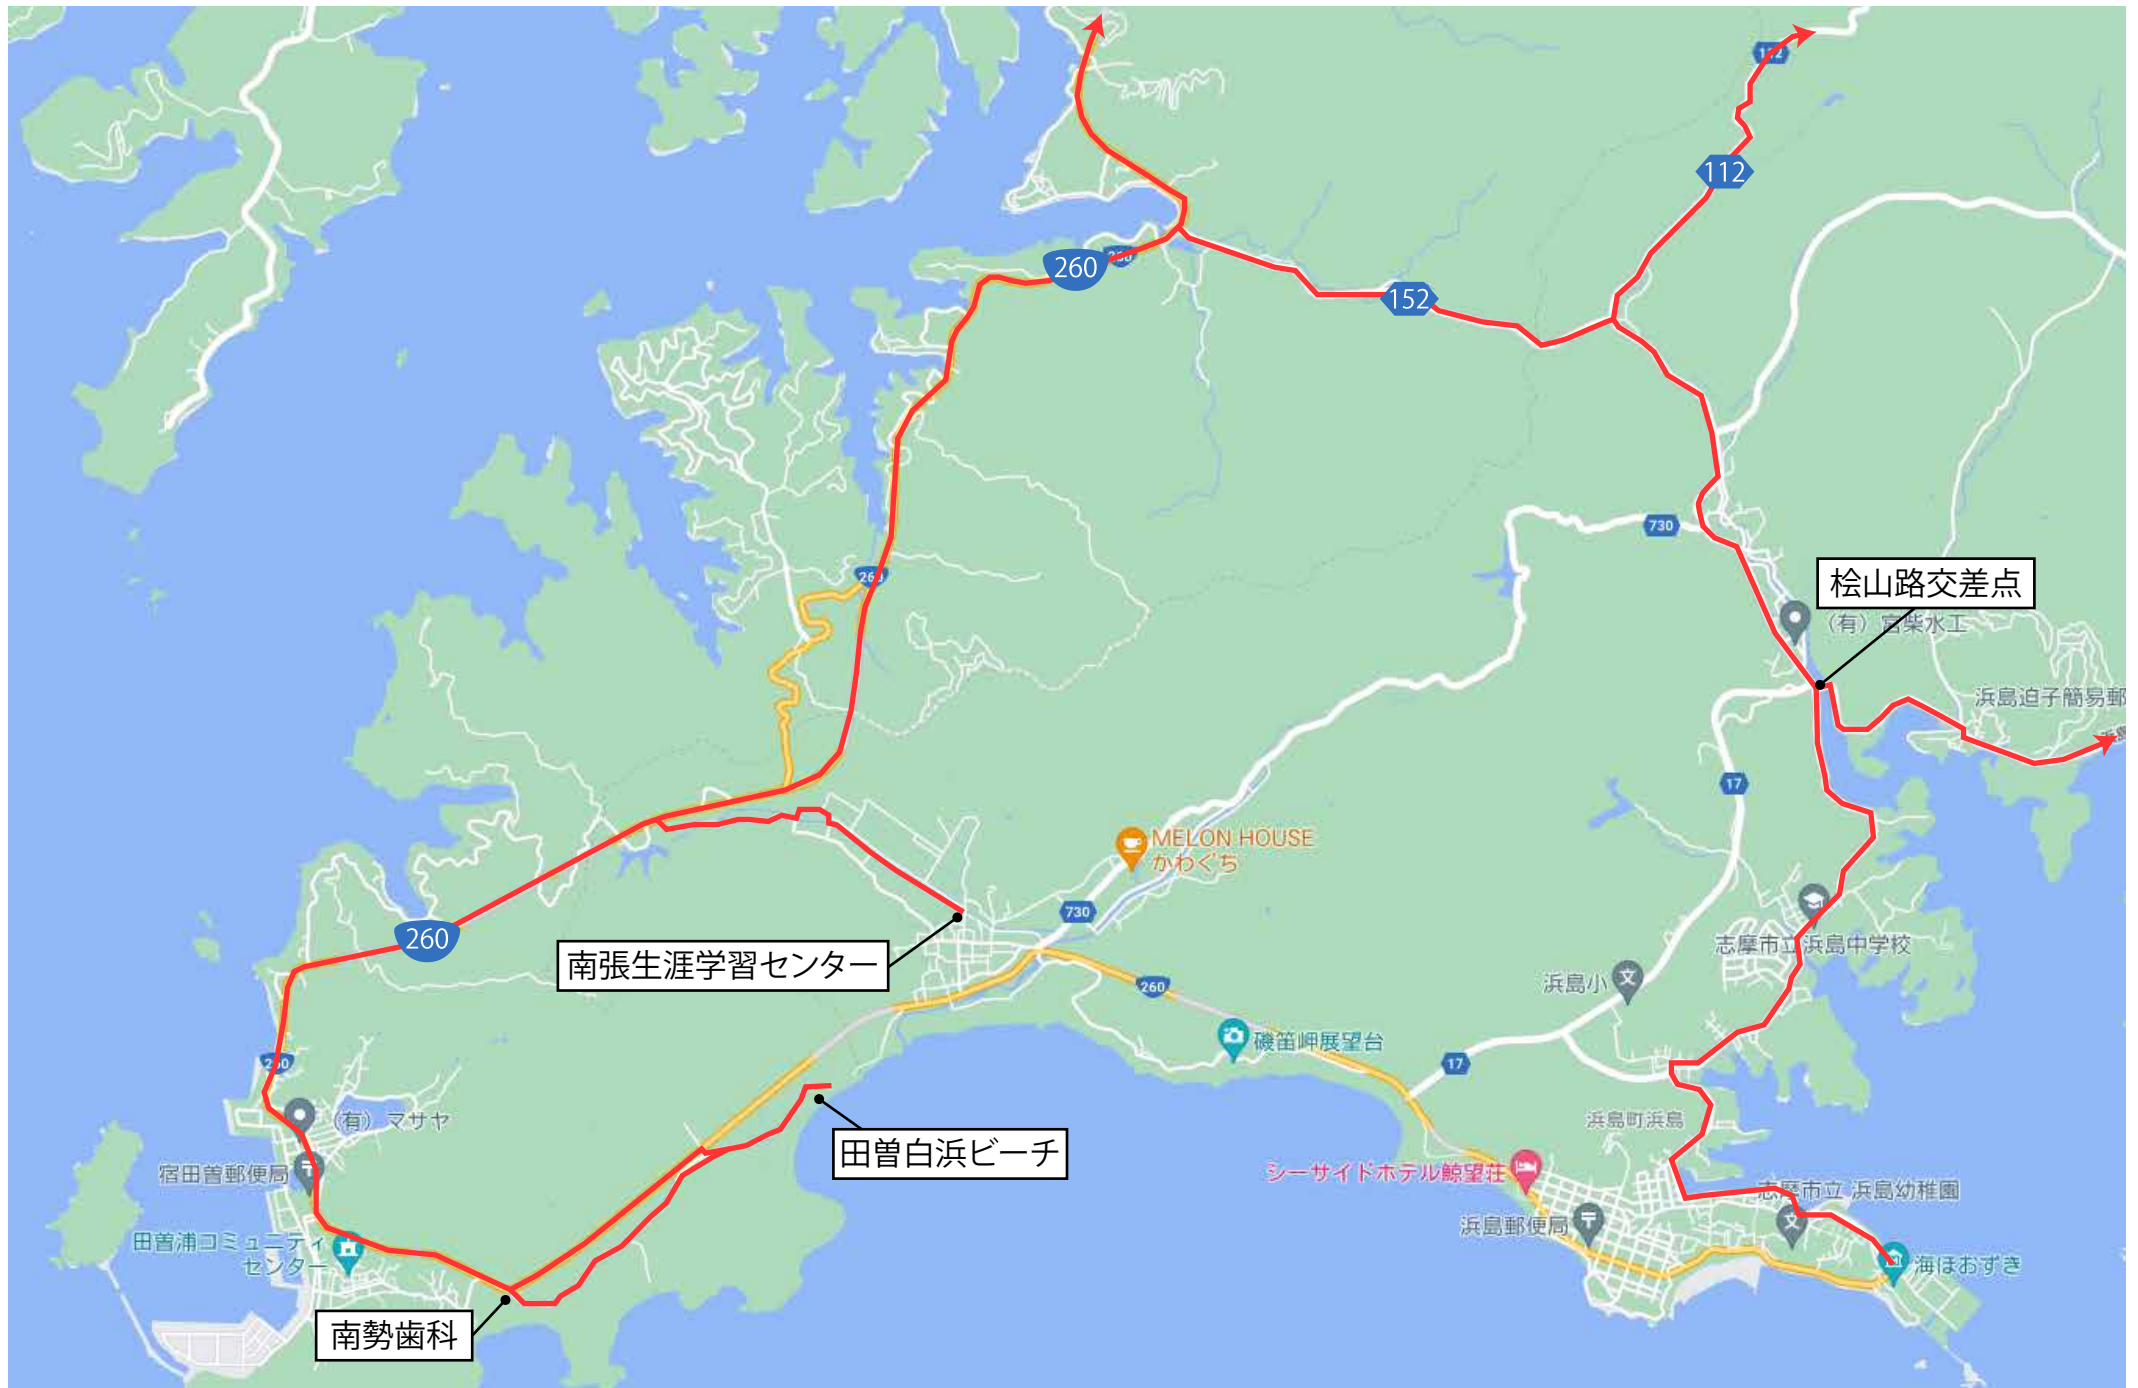 112
112
260
260
152
730
桧山路交差点
(有)宮柴水工
260
浜島迫子簡易郵
17
MELON HOUSE
かわぐち
730
260
志摩市立浜島中学校
南張生涯学習センター
浜島小
260
磯笛岬展望台
260
17
(有)マサヤ
浜島町浜島
田曽白浜ビーチ
宿田曽郵便局
シーサイドホテル鯨望荘
志摩市立 浜島幼稚園
浜島郵便局
田曽浦コミュニティ
センター
海ほおずき
南勢歯科